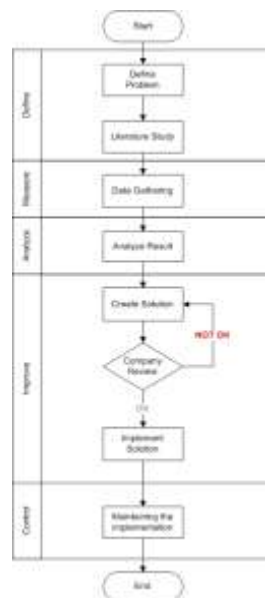 Start
Define
Define
Problem
Literature Study
Measure
Data Gathering
Analyze
Analyze Result
Improve
Create Solution
NOT OK
Company
Review
OK
Implement
Solution
Control
Maintaining the
Implementation
End